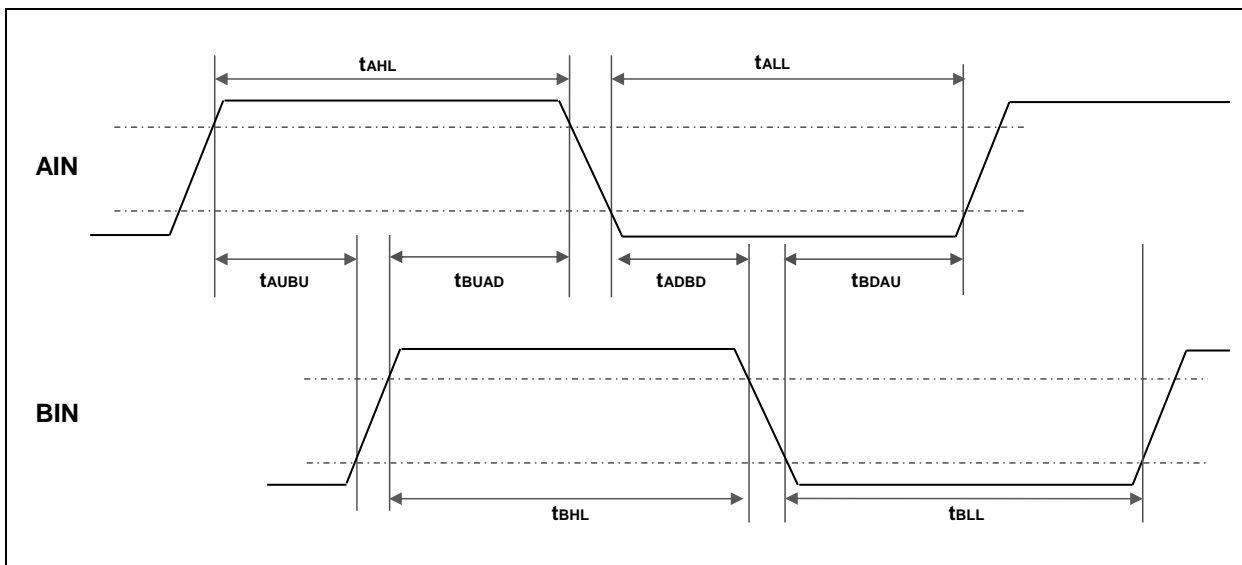 tAHL tALL
AIN
tAUBU tBUAD tADBD tBDAU
BIN
tBHL tBLL